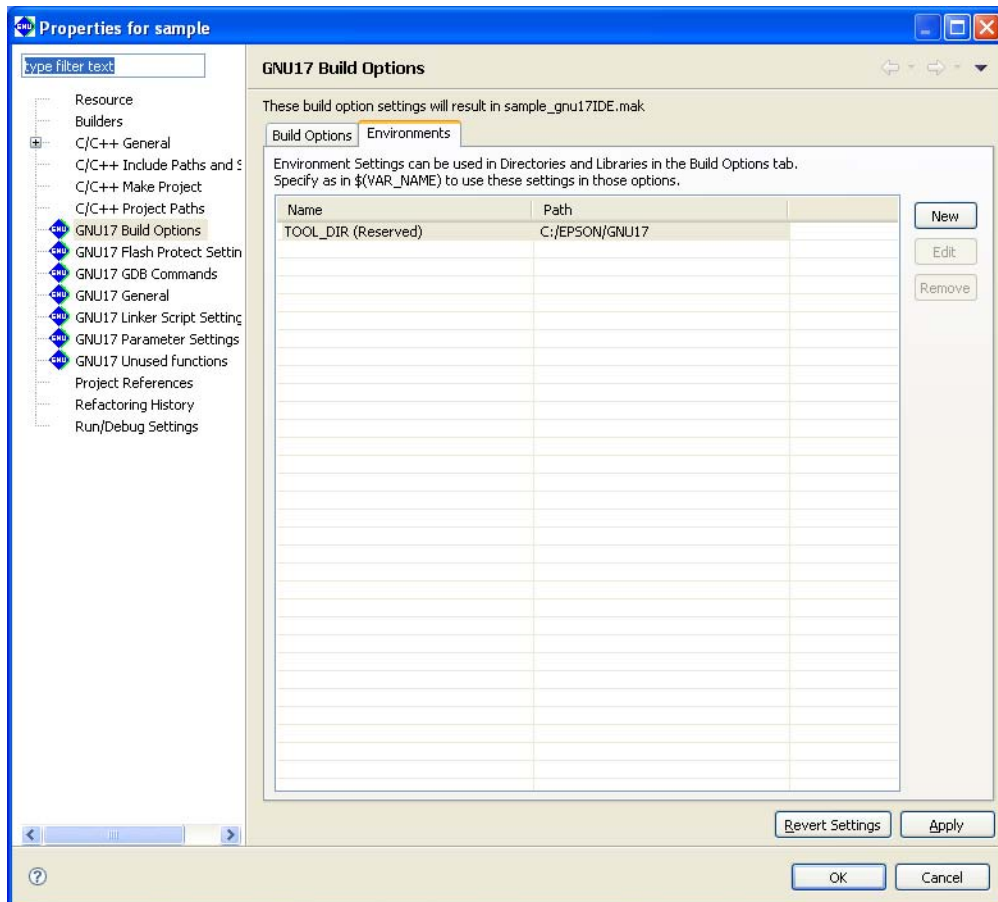 Properties for sample
type filter text
Resource
Builders
C/C++ General
C/C++ Include Paths and S
C/C++ Make Project
C/C++ Project Paths
GNU17 Build Options
GNU17 Flash Protect Settin
GNU17 GDB Commands
GNU17 General
GNU17 Linker Script Setting
GNU17 Parameter Settings
GNU17 Unused functions
Project References
Refactoring History
Run/Debug Settings
GNU17 Build Options
These build option settings will result in sample_gnu17IDE.mak
Build Options Environments
Environment Settings can be used in Directories and Libraries in the Build Options tab.
Specify as in $(VAR_NAME) to use these settings in those options.
Name Path
TOOL_DIR (Reserved) C:/EPSON/GNU17
New
Edit
Remove
Revert Settings Apply
OK Cancel